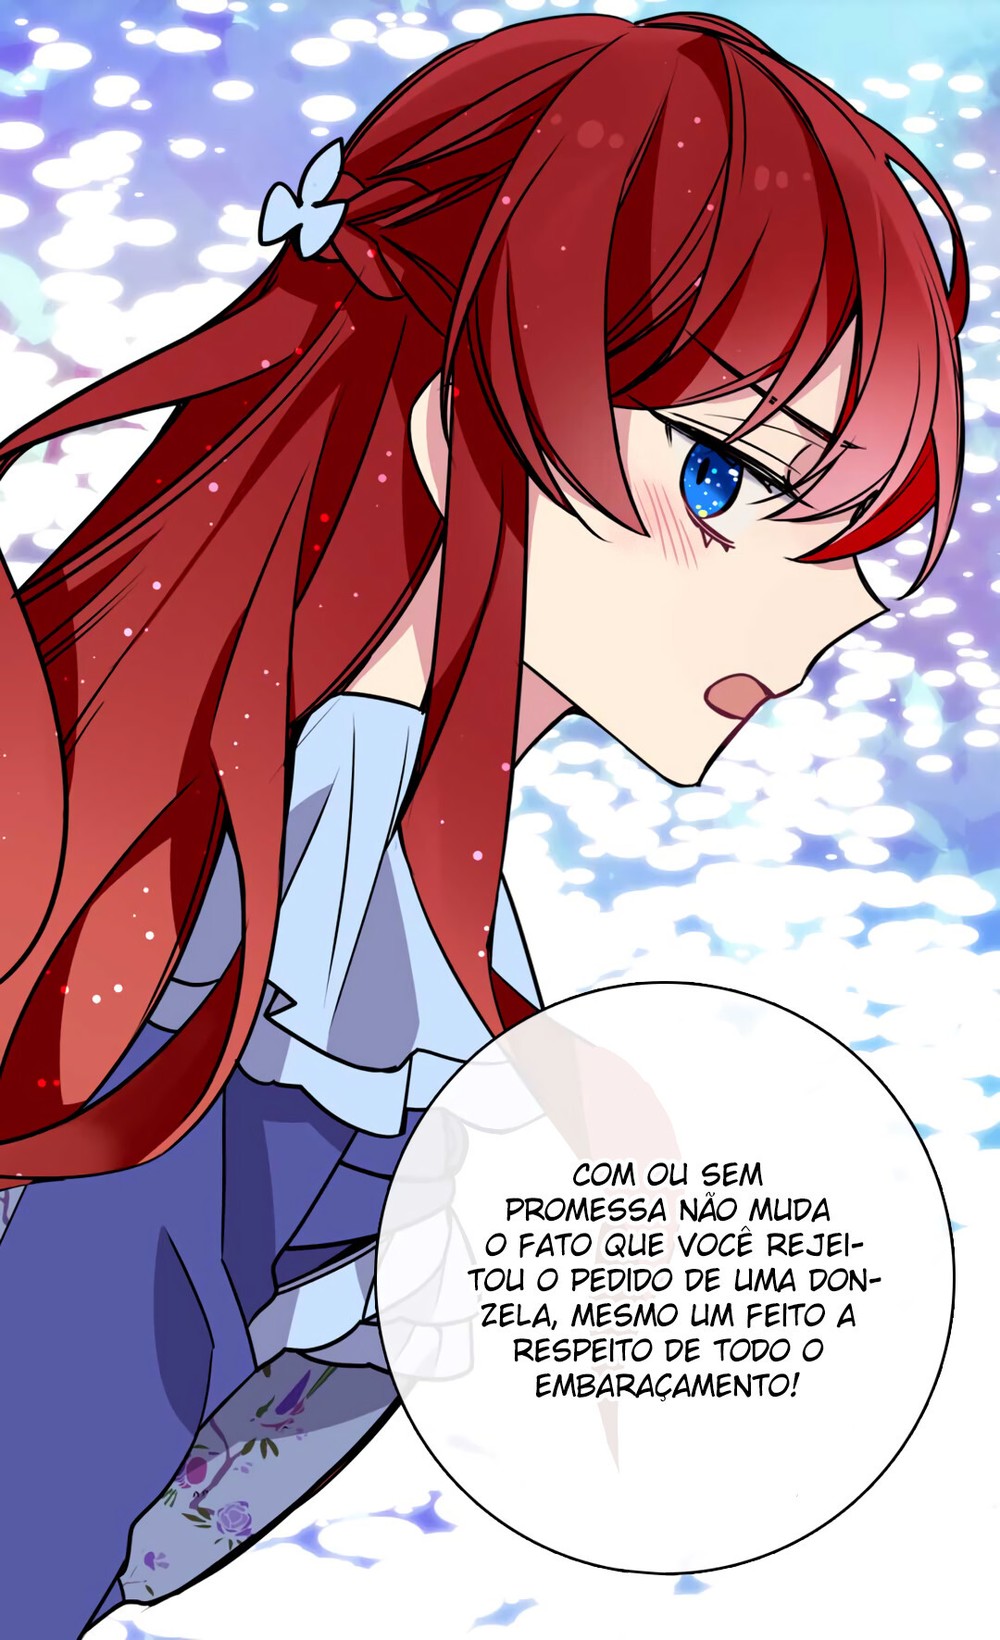 COM OU SEM
PROMESSA NÃO MUDA
O FATO QUE VOCÊ REJEI-
TOU O PEDIDO DE UMA DON-
ZELA, MESMO UM FEITO A
RESPEITO DE TODO O
EMBARAÇAMENTO!